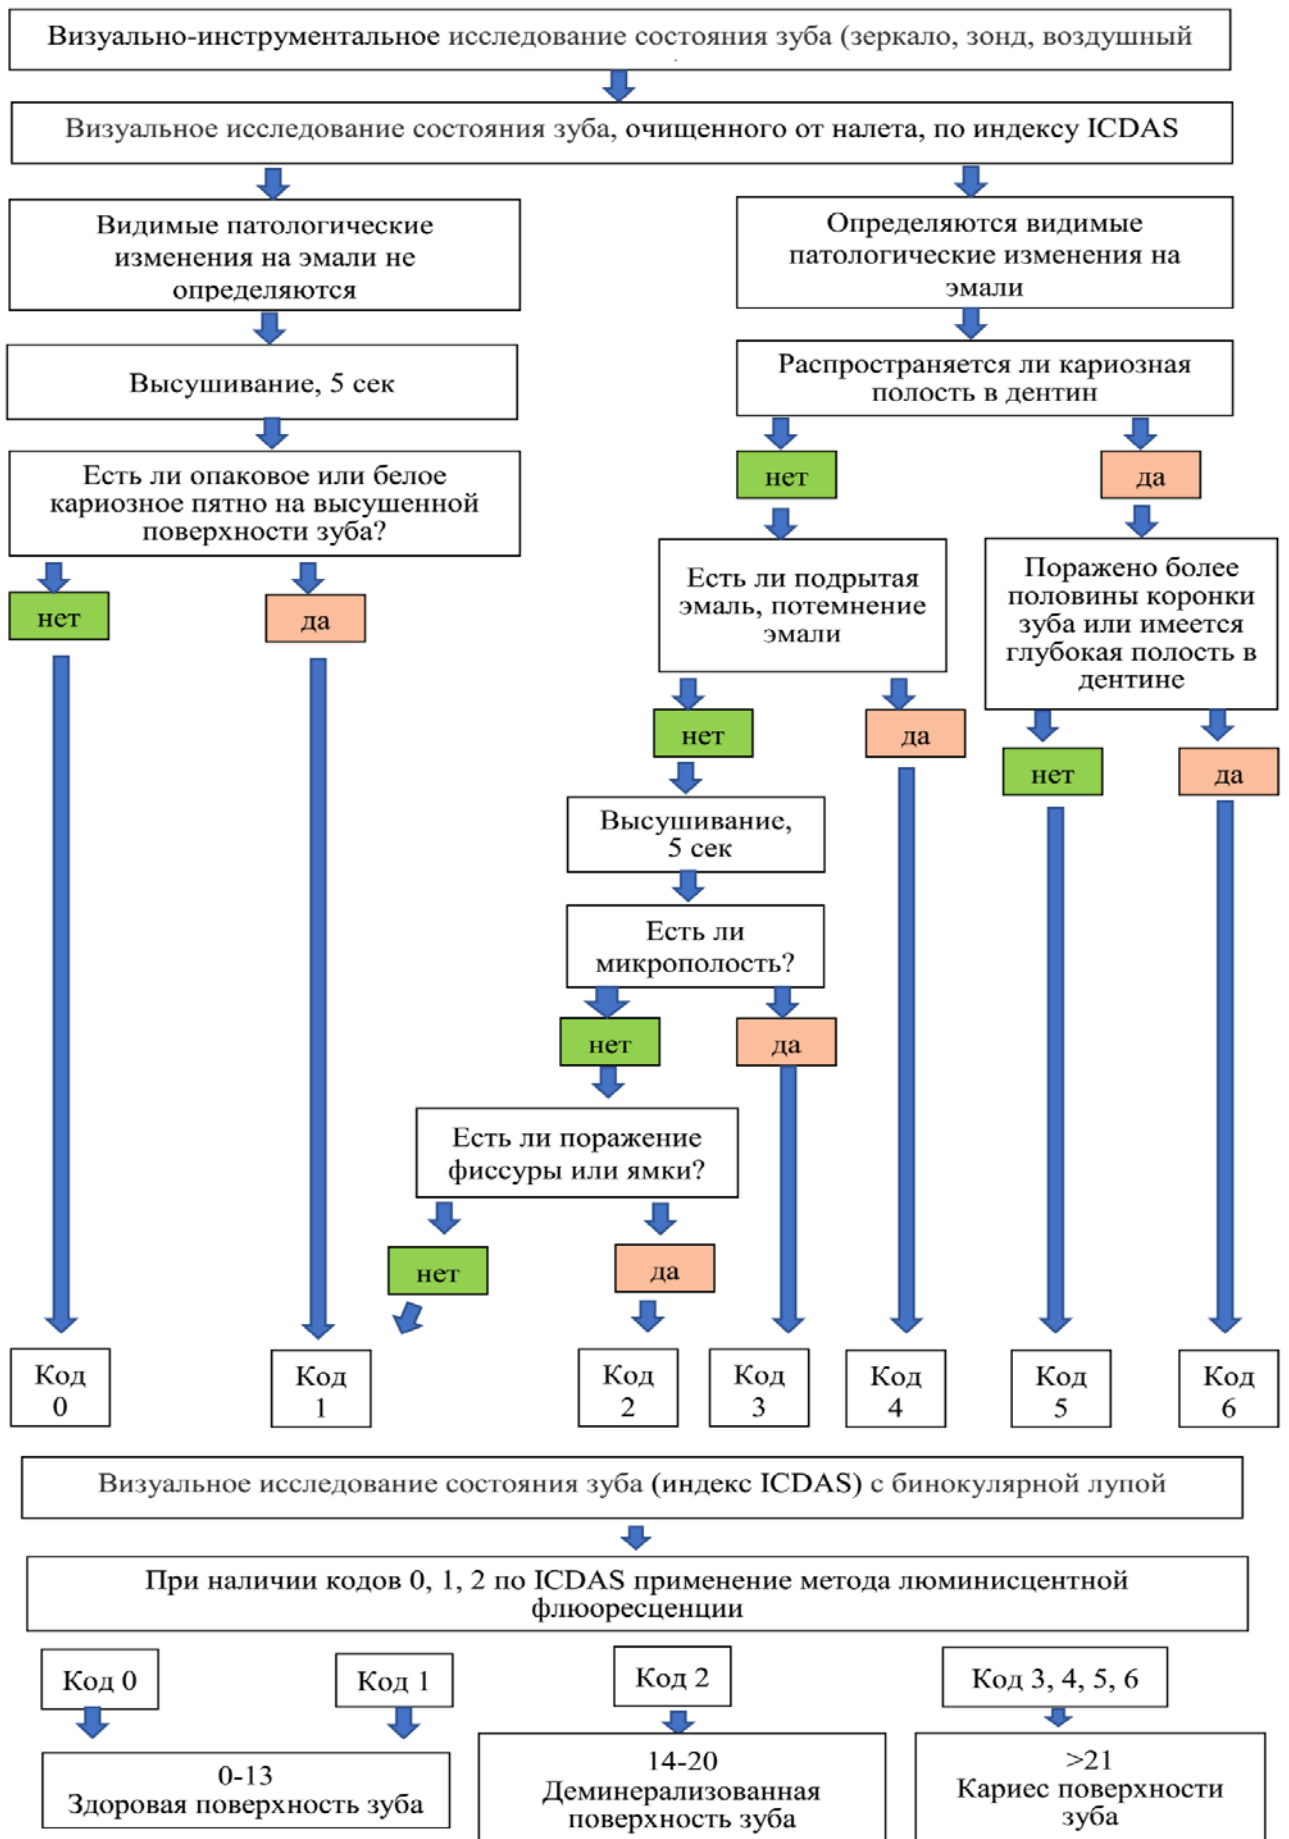 Визуально-инструментальное исследование состояния зуба (зеркало, зонд, воздушный
Визуальное исследование состояния зуба, очищенного от налета, по индексу ICDAS
Видимые патологические
изменения на эмали не
определяются
Определяются видимые
патологические изменения на
эмали
Высушивание, 5 сек
Распространяется ли кариозная
полость в дентин
Есть ли опаковое или белое
кариозное пятно на высушенной
поверхности зуба?
нет
да
нет
да
Есть ли подрытая
эмаль, потемнение
эмали
Поражено более
половины коронки
зуба или имеется
глубокая полость в
дентине
нет
да
нет
да
Высушивание,
5 сек
Есть ли
микрополость?
нет
да
Есть ли поражение
фиссуры или ямки?
нет
да
Код
0
Код
1
Код
2
Код
3
Код
4
Код
5
Код
6
Визуальное исследование состояния зуба (индекс ICDAS) с бинокулярной лупой
При наличии кодов 0, 1, 2 по ICDAS применение метода люминисцентной
флюоресценции
Код 0
Код 1
Код 2
Код 3, 4, 5, 6
0-13
Здоровая поверхность зуба
14-20
Деминерализованная
поверхность зуба
>21
Кариес поверхности
зуба